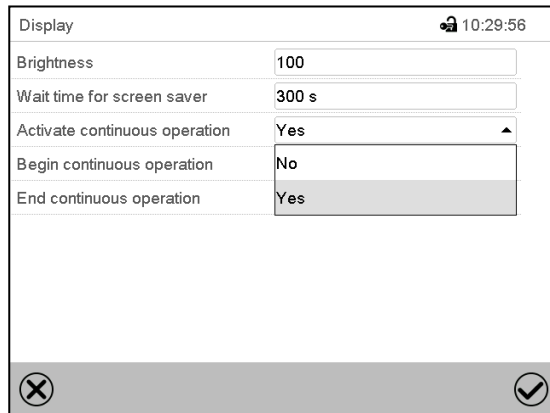 Display 10:29:56
Brightness 100
Wait time for screen saver 300 s
Activate continuous operation Yes
Begin continuous operation No
End continuous operation Yes